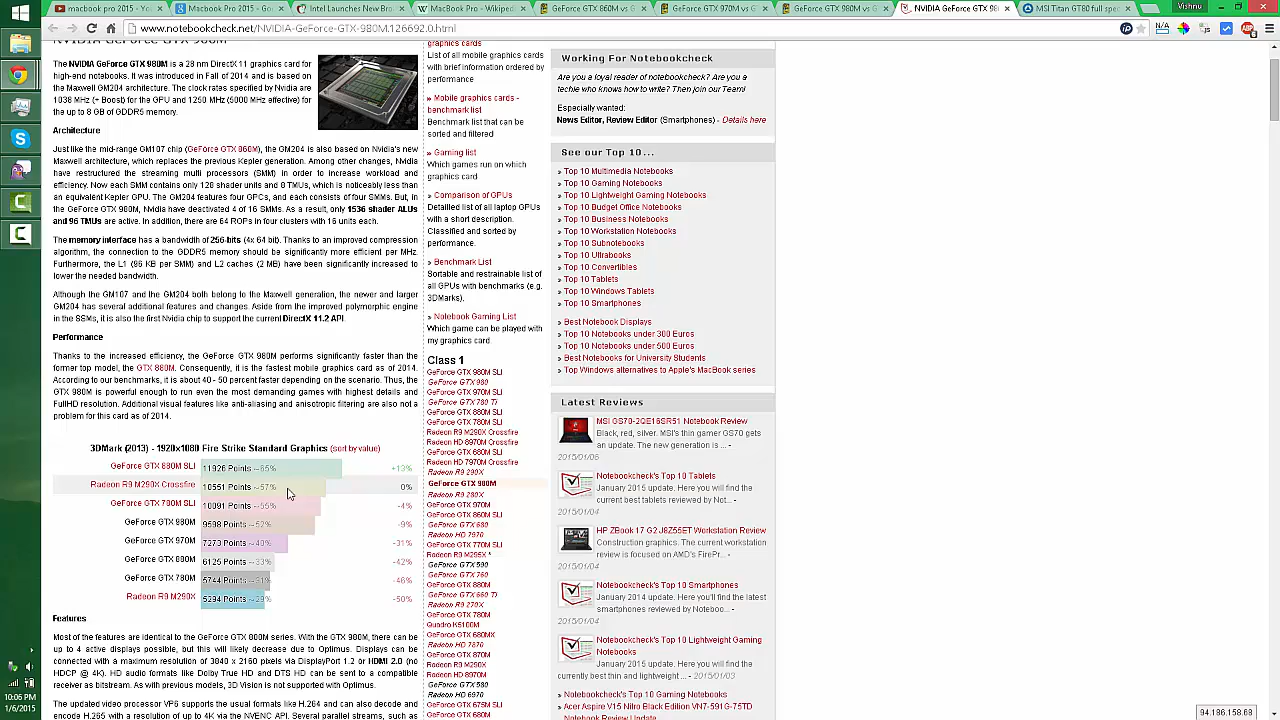 macbook pro 2015 - yo
Macbook Pro 2015 - Go
Intel Launches New Bro
MacBook Pro - Wikipedi
GeForce GTX 860M vs G
GeForce GTX 970M vs G
GeForce GTX 980M vs G
NVIDIA GeForce GTX 98
MSI Titan GT80 full spe
Vishnu
www.notebookcheck.net/NVIDIA-GeForce-GTX-980M.126692.0.html
NVIDIA GeForce GTX 980M
The NVIDIA GeForce GTX 980M is a 28 nm DirectX 11 graphics card for
high-end notebooks. It was introduced in Fall of 2014 and is based on
the Maxwell GM204 architecture. The clock rates specified by Nvidia are
1038 MHz (+ Boost) for the GPU and 1250 MHz (5000 MHz effective) for
the up to 8 GB of GDDR5 memory.
Architecture
Just like the mid-range GM107 chip (GeForce GTX 860M), the GM204 is also based on Nvidia's new
Maxwell architecture, which replaces the previous Kepler generation. Among other changes, Nvidia
have restructured the streaming multi processors (SMM) in order to increase workload and
efficiency. Now each SMM contains only 128 shader units and 8 TMUs, which is noticeably less than
an equivalent Kepler GPU. The GM204 features four GPCs, and each consists of four SMMs. But, in
the GeForce GTX 980M, Nvidia have deactivated 4 of 16 SMMs. As a result, only 1536 shader ALUs
and 96 TMUs are active. In addition, there are 64 ROPs in four clusters with 16 units each.
The memory interface has a bandwidth of 256-bits (4x 64 bit). Thanks to an improved compression
algorithm, the connection to the GDDR5 memory should be significantly more efficient per MHz.
Furthermore, the L1 (96 KB per SMM) and L2 caches (2 MB) have been significantly increased to
lower the needed bandwidth.
Although the GM107 and the GM204 both belong to the Maxwell generation, the newer and larger
GM204 has several additional features and changes. Aside from the improved polymorphic engine
in the SSMs, it is also the first Nvidia chip to support the current DirectX 11.2 API.
Performance
Thanks to the increased efficiency, the GeForce GTX 980M performs significantly faster than the
former top model, the GTX 880M. Consequently, it is the fastest mobile graphics card as of 2014.
According to our benchmarks, it is about 40 - 50 percent faster depending on the scenario. Thus, the
GTX 980M is powerful enough to run even the most demanding games with highest details and
FullHD resolution. Additional visual features like anti-aliasing and anisotropic filtering are also not a
problem for this card as of 2014.
3DMark (2013) - 1920x1080 Fire Strike Standard Graphics (sort by value)
GeForce GTX 880M SLI 11926 Points ~65% +13%
Radeon R9 M290X Crossfire 10551 Points ~57% 0%
GeForce GTX 780M SLI 10091 Points ~55% -4%
GeForce GTX 980M 9598 Points ~52% -9%
GeForce GTX 970M 7273 Points ~40% -31%
GeForce GTX 880M 6125 Points ~33% -42%
GeForce GTX 780M 5744 Points ~31% -46%
Radeon R9 M290X 5294 Points ~29% -50%
Features
Most of the features are identical to the GeForce GTX 800M series. With the GTX 980M, there can be
up to 4 active displays possible, but this will likely decrease due to Optimus. Displays can be
connected with a maximum resolution of 3840 x 2160 pixels via DisplayPort 1.2 or HDMI 2.0 (no
HDCP @ 4K). HD audio formats like Dolby True HD and DTS HD can be sent to a compatible
receiver as bitstream. As with previous models, 3D Vision is not supported with Optimus.
The updated video processor VP6 supports the usual formats like H.264 and can also decode and
encode H.265 with a resolution of up to 4K via the NVENC API. Several parallel streams, such as
graphics cards
List of all mobile graphics cards
with brief information ordered by
performance
» Mobile graphics cards -
benchmark list
Benchmark list that can be
sorted and filtered
» Gaming list
Which games run on which
graphics card
» Comparison of GPUs
Detailled list of all laptop GPUs
with a short description.
Classified and sorted by
performance.
» Benchmark List
Sortable and restrainable list of
all GPUs with benchmarks (e.g.
3DMarks).
» Notebook Gaming List
Which game can be played with
my graphics card.
Class 1
GeForce GTX 980M SLI
GeForce GTX 980
GeForce GTX 970M SLI
GeForce GTX 780 Ti
GeForce GTX 880M SLI
GeForce GTX 780M SLI
Radeon R9 M290X Crossfire
Radeon HD 8970M Crossfire
GeForce GTX 680M SLI
Radeon HD 7970M Crossfire
Radeon R9 290X
GeForce GTX 980M
Radeon R9 280X
GeForce GTX 970M
GeForce GTX 860M SLI
GeForce GTX 680
Radeon HD 7970
GeForce GTX 770M SLI
Radeon R9 M295X *
GeForce GTX 590
GeForce GTX 760
GeForce GTX 880M
GeForce GTX 660 Ti
Radeon R9 270X
GeForce GTX 780M
Quadro K5100M
GeForce GTX 680MX
Radeon HD 7870
GeForce GTX 870M
Radeon R9 M290X
Radeon HD 8970M
GeForce GTX 580
Radeon HD 6970
GeForce GTX 675M SLI
GeForce GTX 680M
Working For Notebookcheck
Are you a loyal reader of notebookcheck? Are you a
techie who knows how to write? Then join our Team!
Especially wanted:
News Editor, Review Editor (Smartphones) - Details here
See our Top 10...
» Top 10 Multimedia Notebooks
» Top 10 Gaming Notebooks
» Top 10 Lightweight Gaming Notebooks
» Top 10 Budget Office Notebooks
» Top 10 Business Notebooks
» Top 10 Workstation Notebooks
» Top 10 Subnotebooks
» Top 10 Ultrabooks
» Top 10 Convertibles
» Top 10 Tablets
» Top 10 Windows Tablets
» Top 10 Smartphones
» Best Notebook Displays
» Top 10 Notebooks under 300 Euros
» Top 10 Notebooks under 500 Euros
» Best Notebooks for University Students
» Top Windows alternatives to Apple's MacBook series
Latest Reviews
MSI GS70-2QE16SR51 Notebook Review
Black, red, silver. MSI's thin gamer GS70 gets
an update. The new generation is ... -
2015/01/06
Notebookcheck's Top 10 Tablets
January 2015 update. Here you'll find the
current best tablets reviewed by Not... -
2015/01/04
HP ZBook 17 G2 J8Z55ET Workstation Review
Construction graphics. The current workstation
review is focused on AMD's FirePr... -
2015/01/04
Notebookcheck's Top 10 Smartphones
January 2014 update. Here you'll find the latest
smartphones reviewed by Noteboo... -
2015/01/04
Notebookcheck's Top 10 Lightweight Gaming
Notebooks
January 2015 update. Here you will find the
currently best thin and lightweight ... - 2015/01/03
» Notebookcheck's Top 10 Gaming Notebooks
» Acer Aspire V15 Nitro Black Edition VN7-591G-75TD
Notebook Review Update
10:06 PM
1/6/2015
94.186.158.68